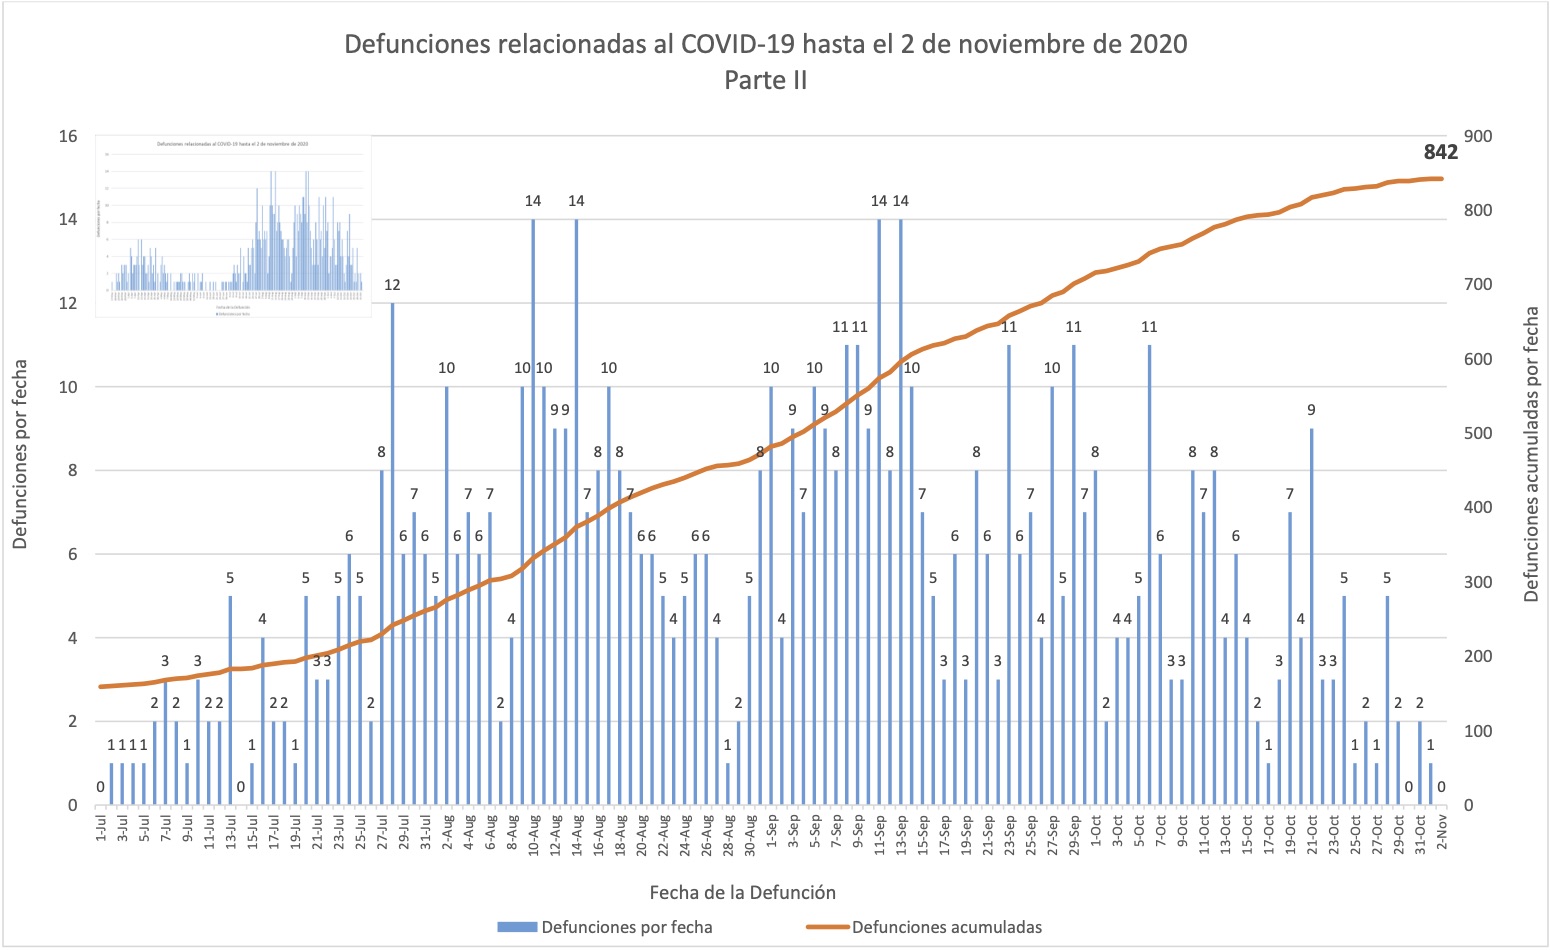 Defunciones relacionadas al COVID-19 hasta el 2 de noviembre de 2020
Parte II
Defunciones por fecha
16
14
12
10
8
6
4
2
0
Defunciones relacionadas al COVID-19 hasta el 2 de noviembre de 2020
0 1 1 1 1 2 3 2 1 3 2 2 5 0 1 4 2 2 1 5 3 3 5 6 5 2 8 12 6 7 6 5 10 6 7 6 7 2 4 10 14 10 9 9 14 7 8 10 8 7 6 6 5 4 5 6 6 4 1 2 5 8 10 4 9 7 10 9 8 11 11 9 14 8 14 10 7 5 3 6 3 8 6 3 11 6 7 4 10 5 11 7 8 2 4 4 5 11 6 3 3 8 7 8 4 6 4 2 1 3 7 4 9 3 3 5 1 2 1 5 2 0 2 1 0
842
900
800
700
600
500
400
300
200
100
0
Defunciones acumuladas por fecha
1-Jul 3-Jul 5-Jul 7-Jul 9-Jul 11-Jul 13-Jul 15-Jul 17-Jul 19-Jul 21-Jul 23-Jul 25-Jul 27-Jul 29-Jul 31-Jul 2-Aug 4-Aug 6-Aug 8-Aug 10-Aug 12-Aug 14-Aug 16-Aug 18-Aug 20-Aug 22-Aug 24-Aug 26-Aug 28-Aug 30-Aug 1-Sep 3-Sep 5-Sep 7-Sep 9-Sep 11-Sep 13-Sep 15-Sep 17-Sep 19-Sep 21-Sep 23-Sep 25-Sep 27-Sep 29-Sep 1-Oct 3-Oct 5-Oct 7-Oct 9-Oct 11-Oct 13-Oct 15-Oct 17-Oct 19-Oct 21-Oct 23-Oct 25-Oct 27-Oct 29-Oct 31-Oct 2-Nov
Fecha de la Defunción
Defunciones por fecha Defunciones acumuladas